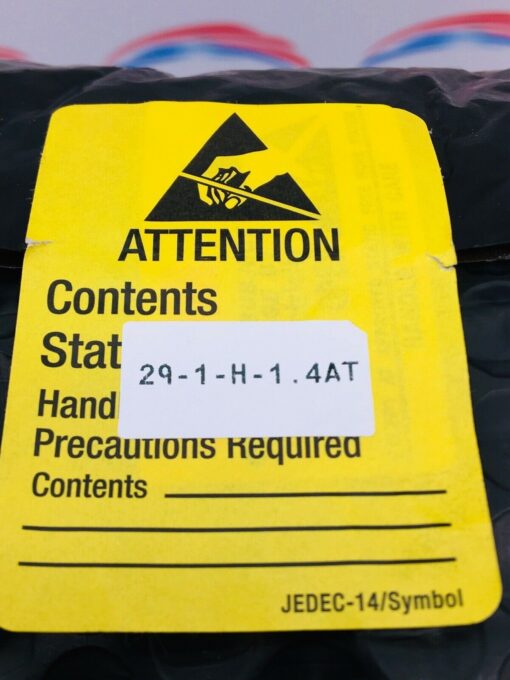 ATTENTION
Contents
Stat
29-1-H-1.4AT
Hand
Precautions Required
Contents
JEDEC-14/Symbol